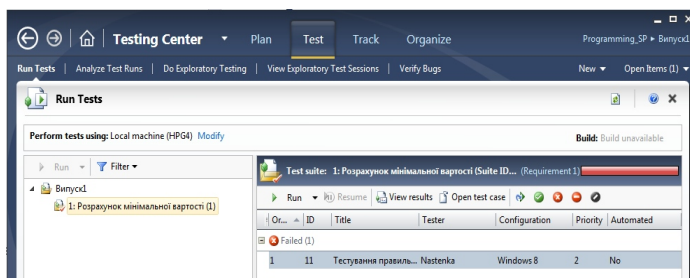 Testing Center Plan Test Track Organize Programming_SP ▸ Випуск1
Run Tests | Analyze Test Runs | Do Exploratory Testing | View Exploratory Test Sessions | Verify Bugs New Open Items (1)
Run Tests
Perform tests using: Local machine (HPG4) Modify Build: Build unavailable
Run Filter
Test suite: 1: Розрахунок мінімальної вартості (Suite ID... (Requirement 1)
Випуск1
1: Розрахунок мінімальної вартості (1)
Run Resume View results Open test case
Or... ID Title Tester Configuration Priority Automated
Failed (1)
1 11 Тестування правиль... Nastenka Windows 8 2 No